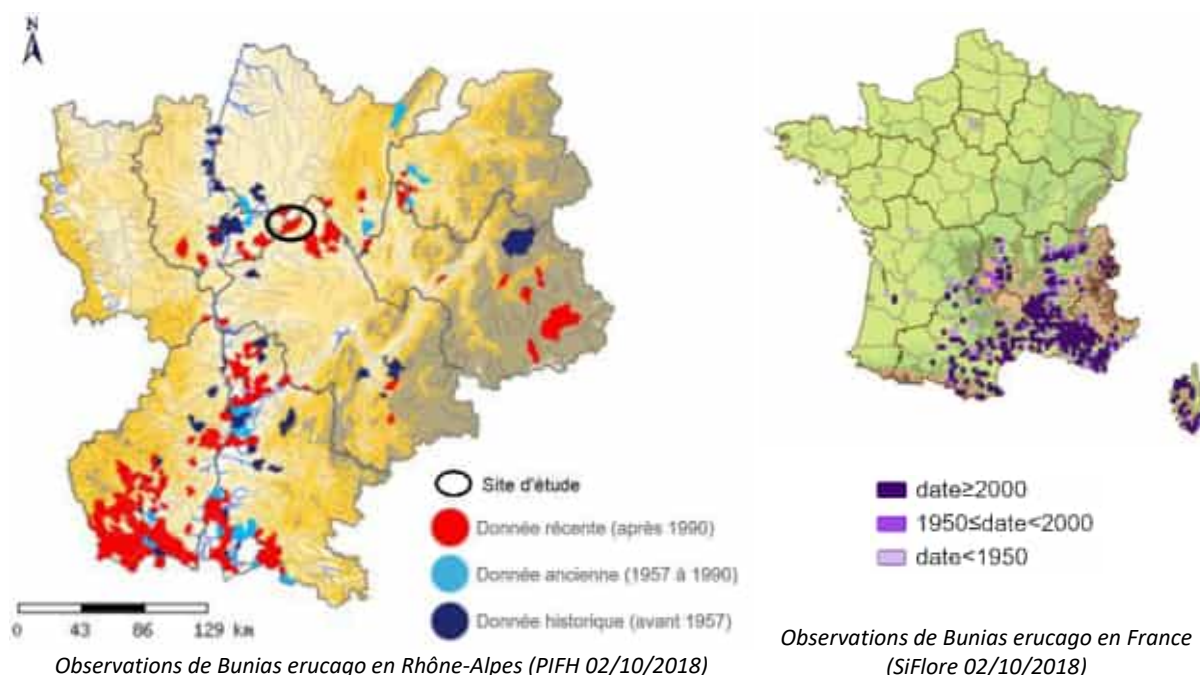 N
Site d'étude
Donnée récente (après 1990)
Donnée ancienne (1957 à 1990)
Donnée historique (avant 1957)
0 43 86 129 km
Observations de Bunias erucago en Rhône-Alpes (PIFH 02/10/2018)
date≥2000
1950≤date<2000
date<1950
Observations de Bunias erucago en France
(SiFlore 02/10/2018)